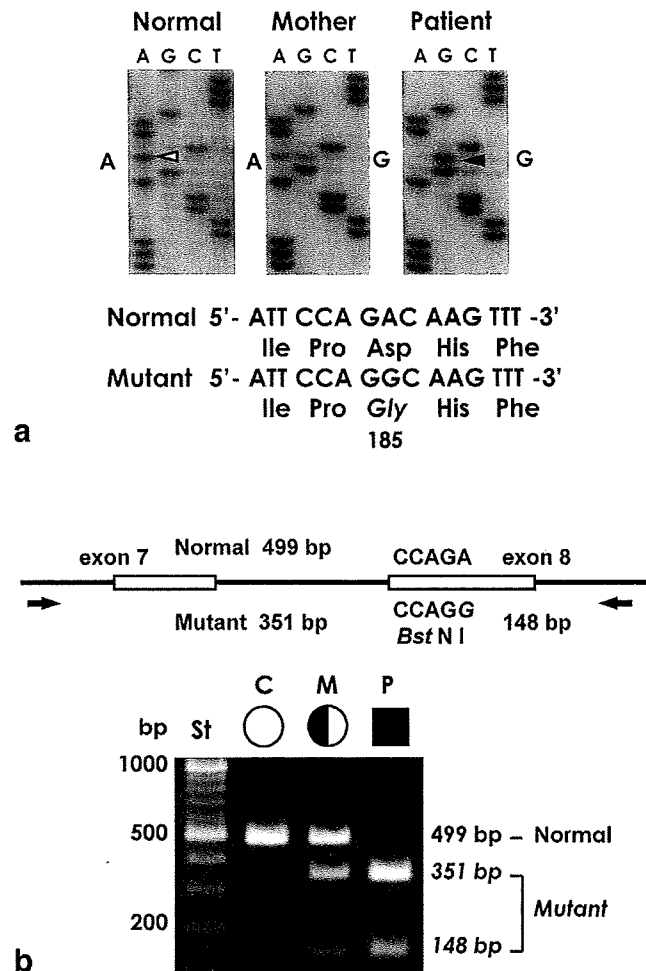 Normal Mother Patient
A G C T A G C T A G C T
A A G G
Normal 5'- ATT CCA GAC AAG TTT -3'
Ile Pro Asp His Phe
Mutant 5'- ATT CCA GGC AAG TTT -3'
Ile Pro Gly His Phe
185
a
exon 7 Normal 499 bp CCAGA exon 8
Mutant 351 bp CCAGG 148 bp
Bst N I
C M P
bp St
1000
500 499 bp – Normal
351 bp
Mutant
200
148 bp
b